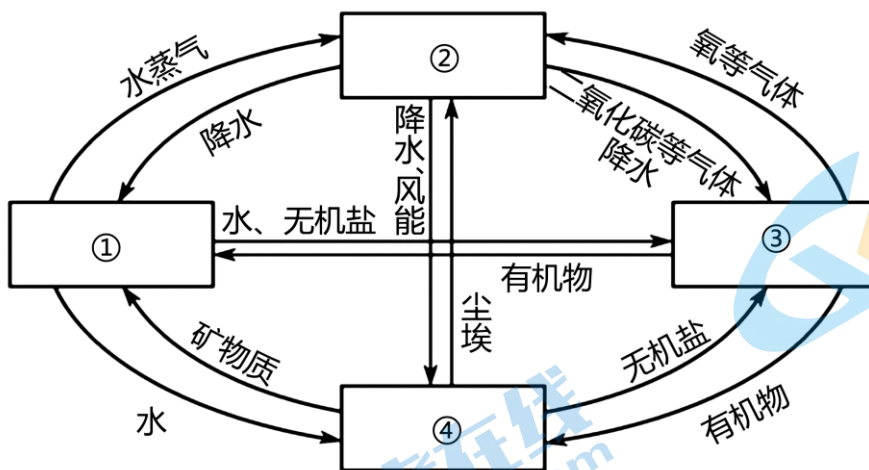 ②
水蒸气
氧等气体
降水
降水、风能
二氧化碳等气体
降水
①
水、无机盐
③
有机物
尘埃
矿物质
无机盐
水
④
有机物
在线